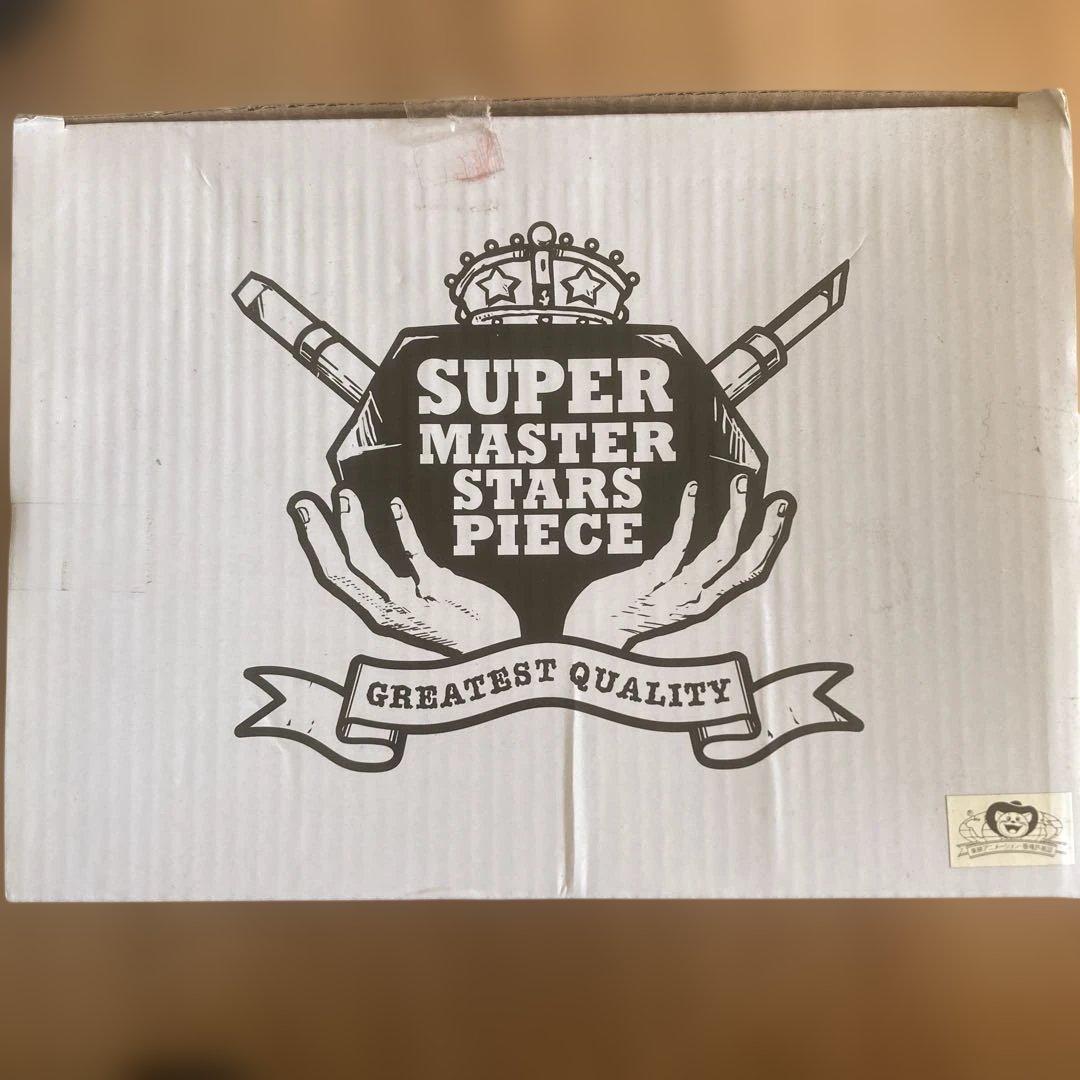 SUPER
MASTER
STARS
PIECE
GREATEST QUALITY
®